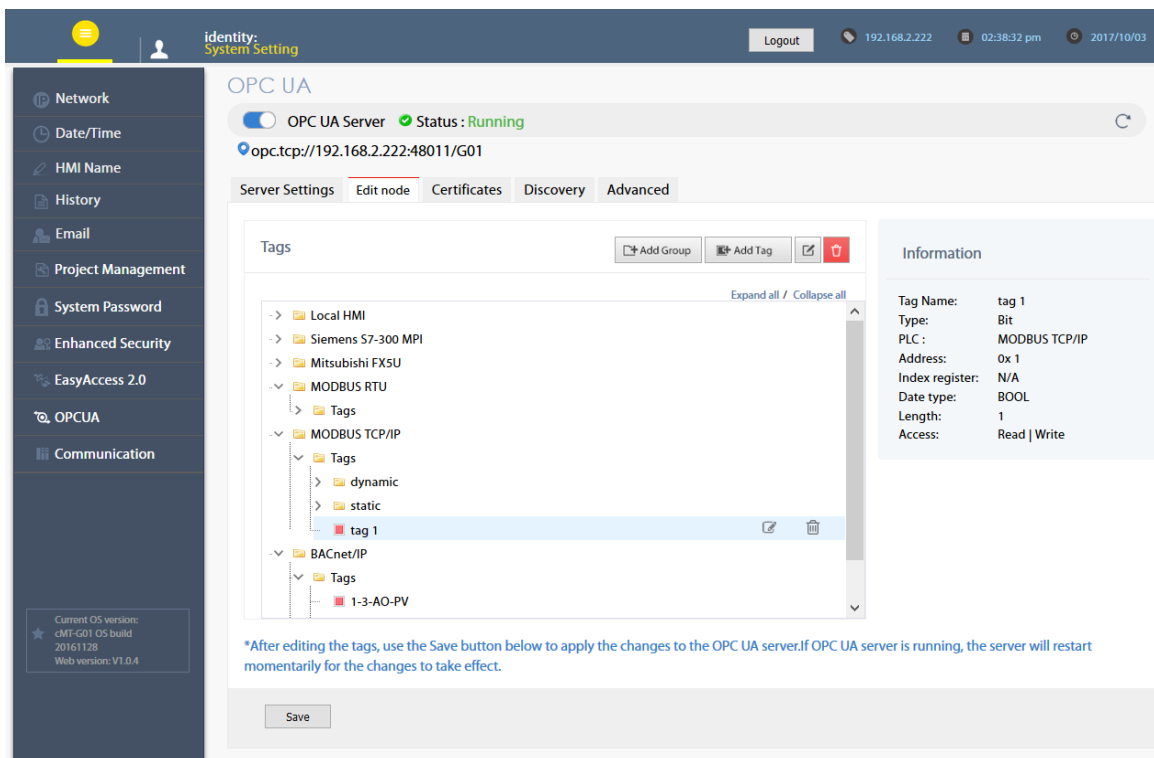 identity:
System Setting
Logout
192.168.2.222
02:38:32 pm
2017/10/03
Network
Date/Time
HMI Name
History
Email
Project Management
System Password
Enhanced Security
EasyAccess 2.0
OPCUA
Communication
Current OS version:
cMT-G01 OS build
20161128
Web version: V1.0.4
OPC UA
OPC UA Server Status : Running
opc.tcp://192.168.2.222:48011/G01
Server Settings Edit node Certificates Discovery Advanced
Tags
Add Group Add Tag
Expand all / Collapse all
Local HMI
Siemens S7-300 MPI
Mitsubishi FX5U
MODBUS RTU
Tags
MODBUS TCP/IP
Tags
dynamic
static
tag 1
BACnet/IP
Tags
1-3-AO-PV
Information
Tag Name: tag 1
Type: Bit
PLC : MODBUS TCP/IP
Address: 0x 1
Index register: N/A
Date type: BOOL
Length: 1
Access: Read | Write
*After editing the tags, use the Save button below to apply the changes to the OPC UA server.If OPC UA server is running, the server will restart
momentarily for the changes to take effect.
Save